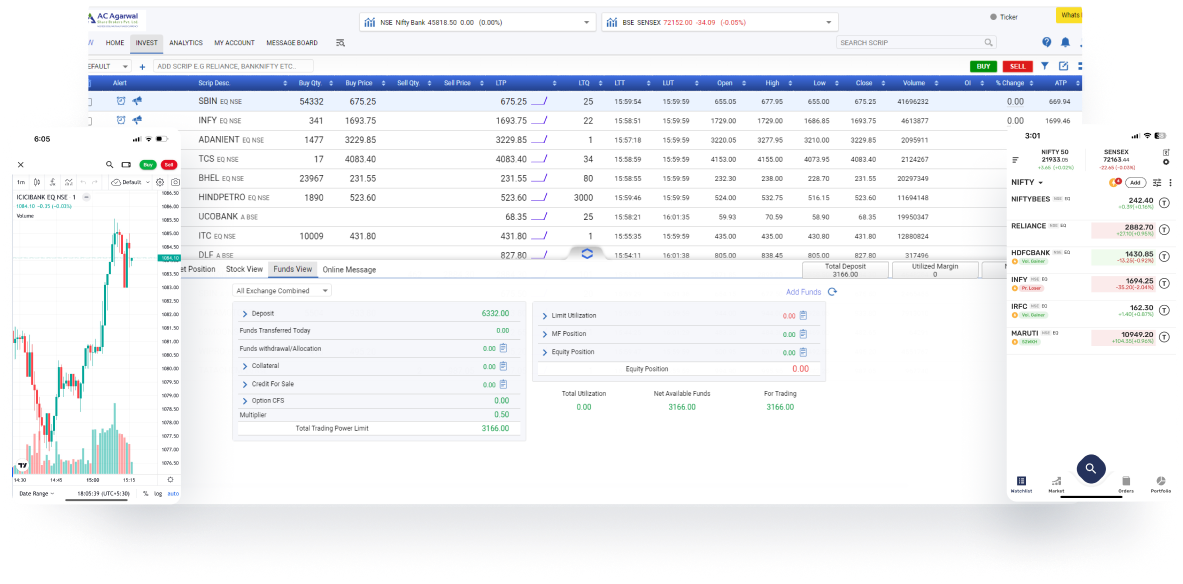 AC Agarwal
NSE Nifty Bank 45818.50 0.00 (0.00%)
BSE SENSEX 72152.00 -34.09 (-0.05%)
Ticker
Whats
HOME INVEST ANALYTICS MY ACCOUNT MESSAGE BOARD
SEARCH SCRIP
EFAULT + ADD SCRIP E.G RELIANCE, BANKNIFTY ETC..
BUY SELL
Alert Scrip Desc. Buy Qty. Buy Price Sell Qty. Sell Price LTP LTQ LTT LUT Open High Low Close Volume OI % Change ATP
SBIN EQ NSE 54332 675.25 675.25 25 15:59:54 15:59:59 655.05 677.95 655.00 675.25 41696232 0.00 669.94
INFY EQ NSE 341 1693.75 1693.75 22 15:58:51 15:59:59 1729.00 1729.00 1686.85 1693.75 4613877 0.00 1699.46
ADANIENT EQ NSE 1477 3229.85 3229.85 1 15:57:18 15:59:59 3220.05 3277.95 3210.00 3229.85 2095911
TCS EQ NSE 17 4083.40 4083.40 34 15:58:59 15:59:59 4153.00 4155.00 4073.95 4083.40 2124267
BHEL EQ NSE 23967 231.55 231.55 80 15:58:55 15:59:59 232.30 238.00 228.70 231.55 20297349
HINDPETRO EQ NSE 1890 523.60 523.60 3000 15:59:46 15:59:59 524.00 532.75 516.15 523.60 11694148
UCOBANK A BSE 68.35 25 15:58:21 16:01:35 59.93 70.59 58.90 68.35 19950347
ITC EQ NSE 10009 431.80 431.80 1 15:55:35 15:59:59 435.00 435.00 430.80 431.80 12880824
DLF A BSE 827.80 15:54:11 16:01:38 805.00 838.45 805.00 827.80 317496
et Position Stock View Funds View Online Message
Total Deposit
3166.00
Utilized Margin
0
All Exchange Combined
Add Funds
Deposit 6332.00
Funds Transferred Today 0.00
Funds withdrawal/Allocation 0.00
Collateral 0.00
Credit For Sale 0.00
Option CFS 0.00
Multiplier 0.50
Total Trading Power Limit 3166.00
Limit Utilization 0.00
MF Position 0.00
Equity Position 0.00
Equity Position 0.00
Total Utilization Net Available Funds For Trading
0.00 3166.00 3166.00
6:05
Buy Sell
1m Default
ICICIBANK EQ NSE 1
1084.10 -0.35 (-0.03%)
Volume
1086.50
1086.00
1085.50
1085.00
1084.50
1084.10
1083.50
1083.00
1082.50
1082.00
1081.50
1081.00
1080.50
1080.00
1079.50
1079.00
1078.50
1078.00
1077.50
1077.00
1076.50
14:30 14:45 15:00 15:15
Date Range 18:05:39 (UTC+5:30) % log auto
3:01
NIFTY 50 SENSEX
21933.05 72163.44
+3.65 (+0.02%) -22.65 (-0.03%)
NIFTY Add
NIFTYBEES NSE EQ 242.40
+0.39(+0.16%)
RELIANCE NSE EQ 2882.70
+27.10(+0.95%)
HDFCBANK NSE EQ 1430.85
Vol. Gainer -13.25(-0.92%)
INFY NSE EQ 1694.25
Pr. Loser -35.20(-2.04%)
IRFC NSE EQ 162.30
Vol. Gainer +1.40(+0.87%)
MARUTI NSE EQ 10949.20
52WKH +104.30(+0.96%)
Watchlist Market Orders Portfolio